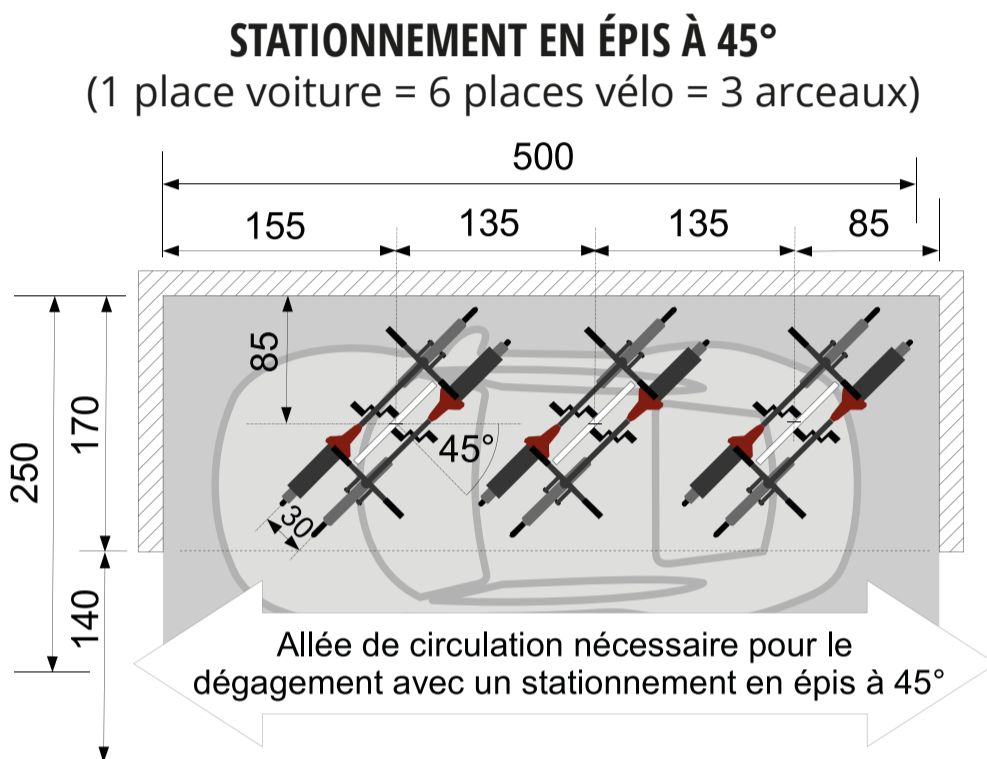 STATIONNEMENT EN ÉPIS À 45°
(1 place voiture = 6 places vélo = 3 arceaux)
500
155 135 135 85
85
170
250
45°
30
140
Allée de circulation nécessaire pour le
dégagement avec un stationnement en épis à 45°